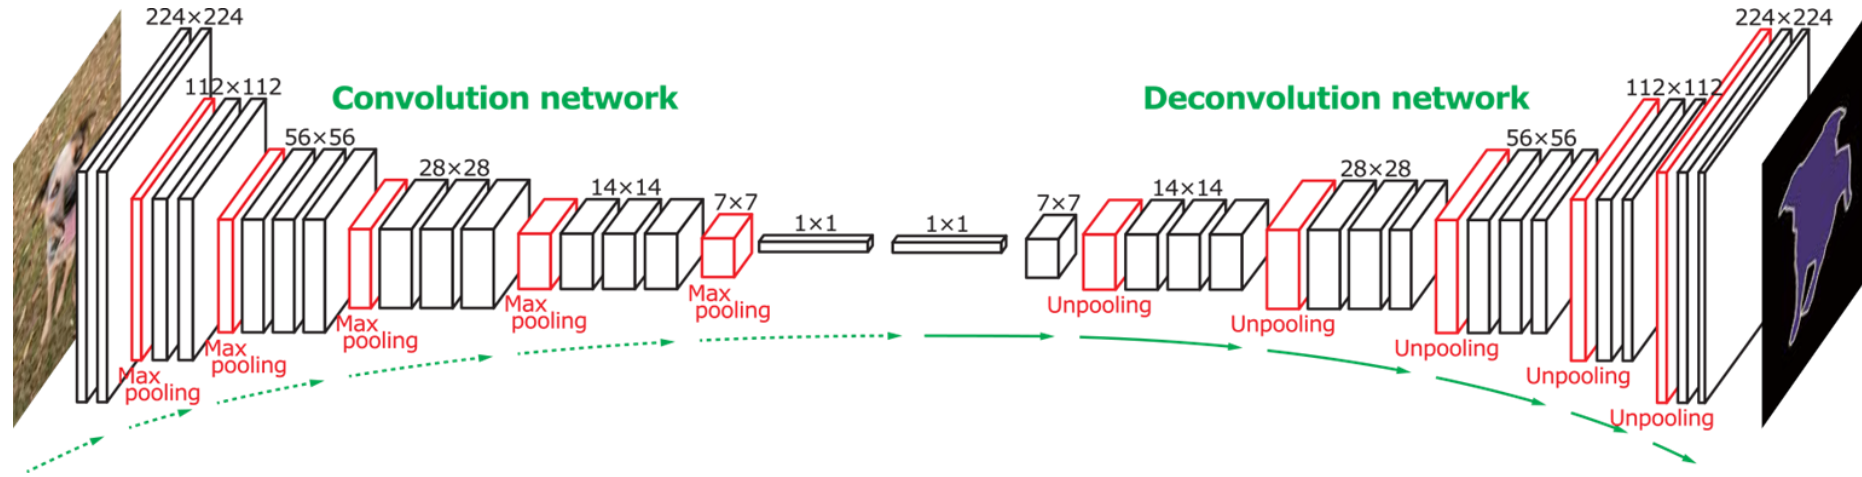 224×224
112×112
Convolution network
56×56
28×28
14×14
7×7
1×1
1×1
7×7
14×14
28×28
Deconvolution network
56×56
112×112
224×224
Max
pooling
Max
pooling
Max
pooling
Max
pooling
Max
pooling
Unpooling
Unpooling
Unpooling
Unpooling
Unpooling